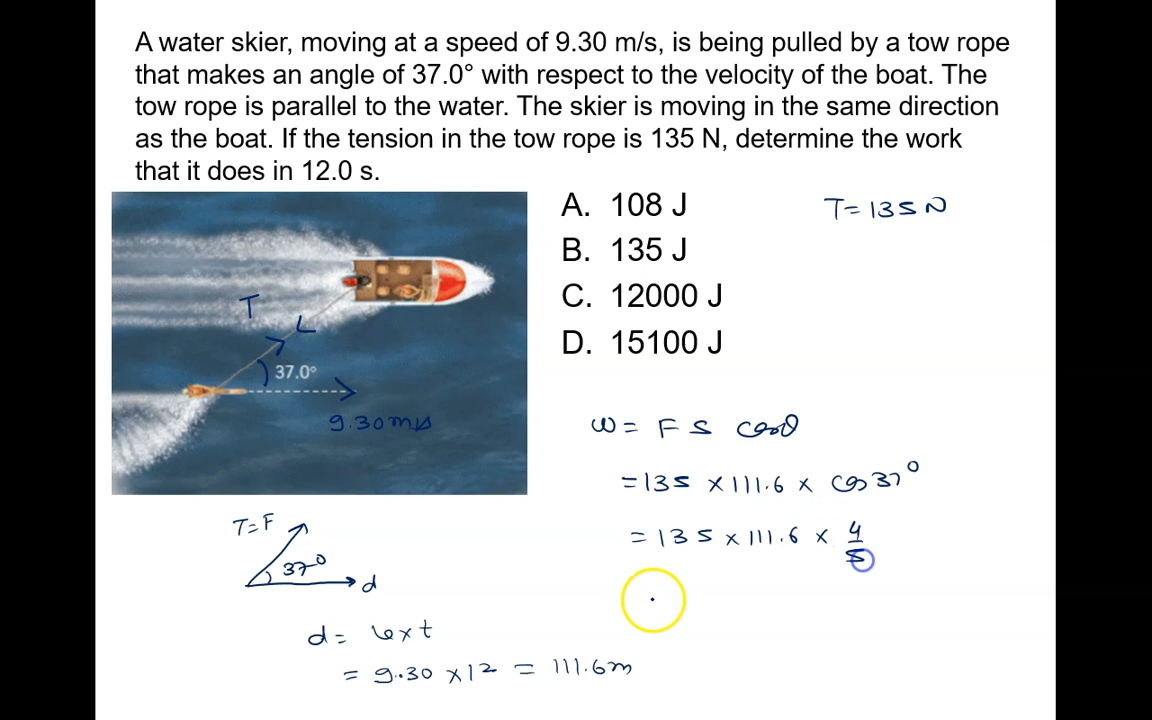 A water skier, moving at a speed of 9.30 m/s, is being pulled by a tow rope
that makes an angle of 37.0° with respect to the velocity of the boat. The
tow rope is parallel to the water. The skier is moving in the same direction
as the boat. If the tension in the tow rope is 135 N, determine the work
that it does in 12.0 s.
A. 108 J
B. 135 J
C. 12000 J
D. 15100 J
T=135N
T
L
37.0°
9.30m/s
W = F S cosθ
= 135 × 111.6 × cos 37°
= 135 × 111.6 × 4/5
T=F
37°
d
d = v × t
= 9.30 × 12 = 111.6m